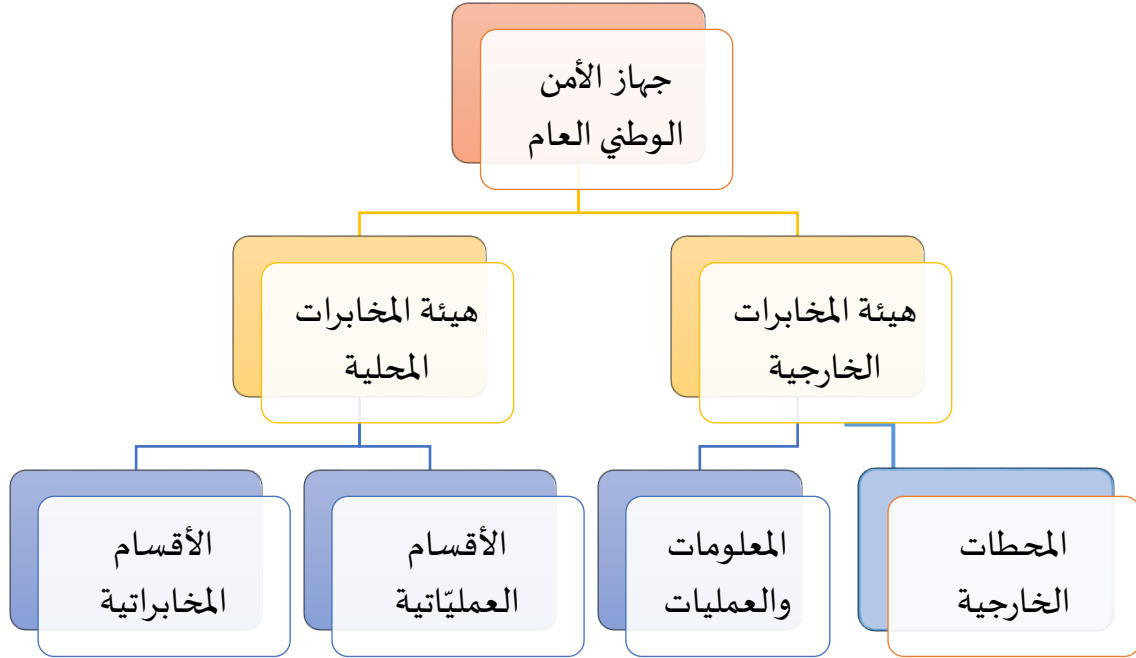 جهاز الأمن
الوطني العام
هيئة المخابرات
الخارجية
هيئة المخابرات
المحلية
المحطات
الخارجية
المعلومات
والعمليات
الأقسام
العمليّاتية
الأقسام
المخابراتية